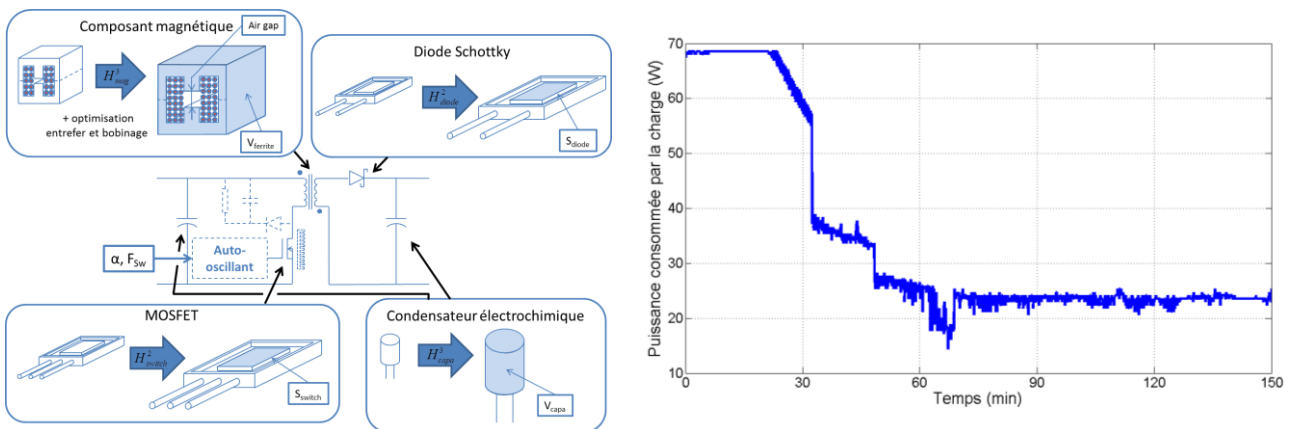 Composant magnétique
Air gap
H³mag
+ optimisation
entrefer et bobinage
Vferrite
Diode Schottky
H²diode
Sdiode
α, FSw
Auto-
oscillant
MOSFET
H²switch
Sswitch
Condensateur électrochimique
H³capa
Vcapa
Puissance consommée par la charge (W)
70
60
50
40
30
20
10
0
30
60
90
120
150
Temps (min)